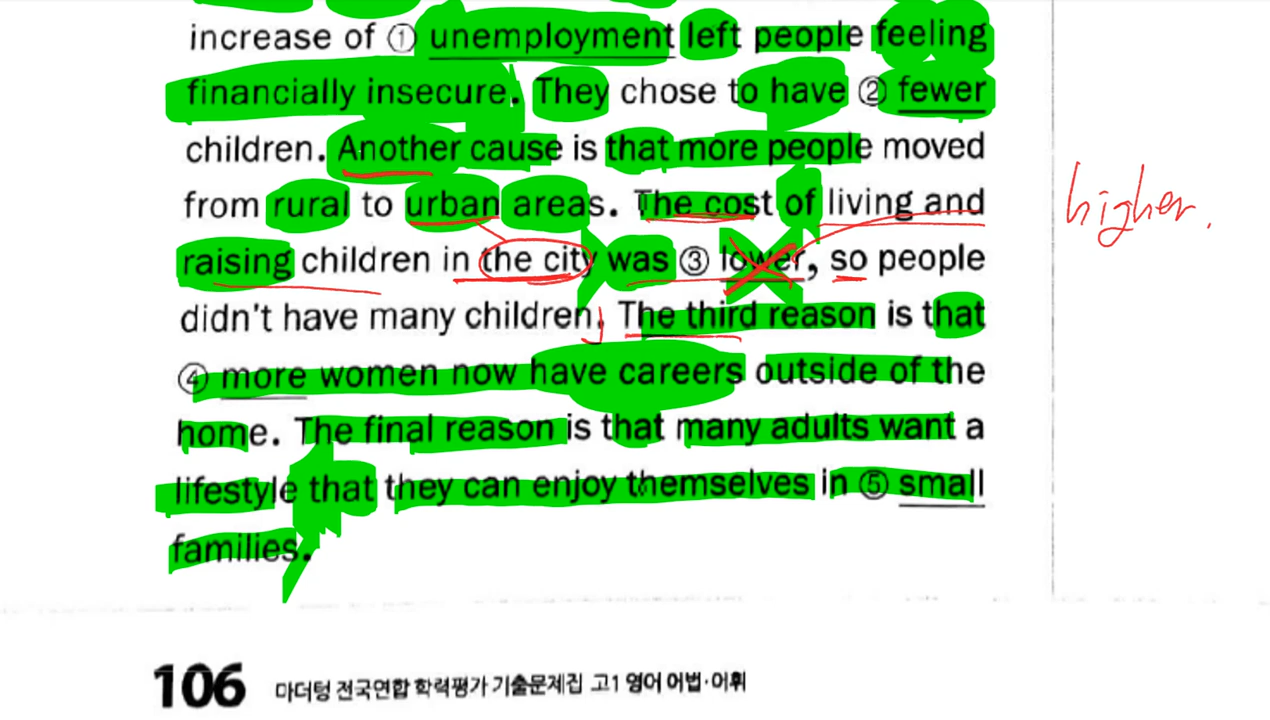 increase of ① unemployment left people feeling
financially insecure. They chose to have ② fewer
children. Another cause is that more people moved
from rural to urban areas. The cost of living and
higher.
raising children in the city was ③ lower, so people
didn't have many children. The third reason is that
④ more women now have careers outside of the
home. The final reason is that many adults want a
lifestyle that they can enjoy themselves in ⑤ small
families.
106 마더텅 전국연합 학력평가 기출문제집 고1 영어 어법·어휘